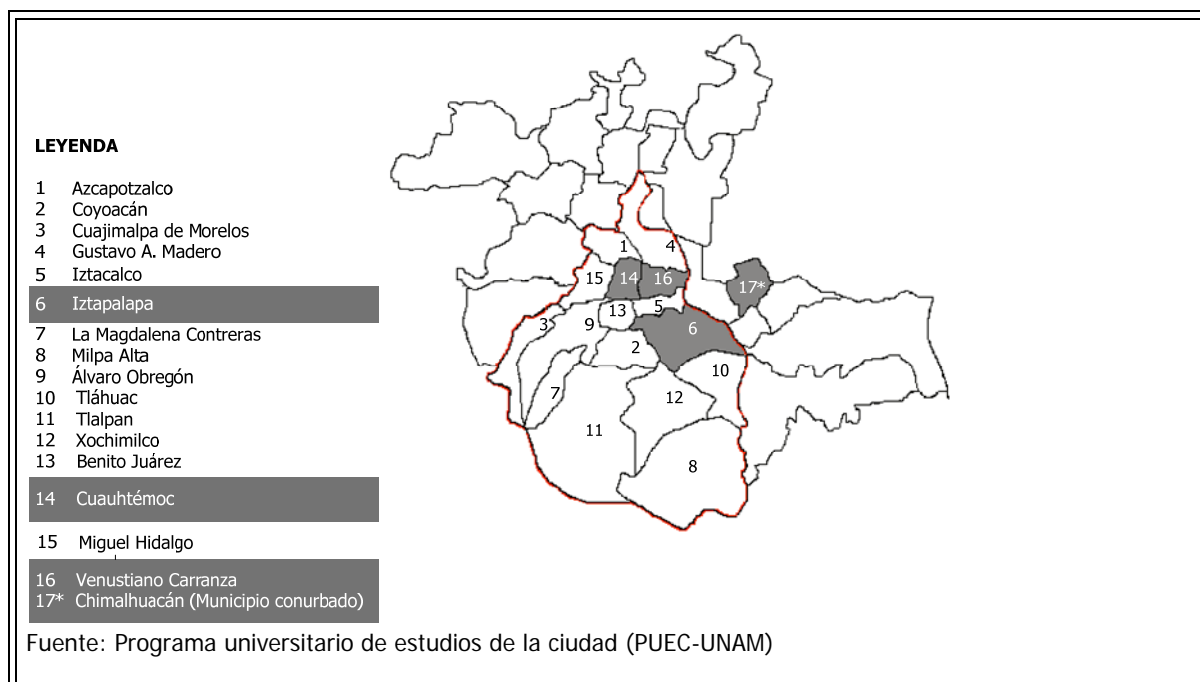 LEYENDA
1 Azcapotzalco
2 Coyoacán
3 Cuajimalpa de Morelos
4 Gustavo A. Madero
5 Iztacalco
6 Iztapalapa
7 La Magdalena Contreras
8 Milpa Alta
9 Álvaro Obregón
10 Tláhuac
11 Tlalpan
12 Xochimilco
13 Benito Juárez
14 Cuauhtémoc
15 Miguel Hidalgo
16 Venustiano Carranza
17* Chimalhuacán (Municipio conurbado)
1
4
15
14
16
17*
13
5
3
9
6
2
10
7
12
11
8
Fuente: Programa universitario de estudios de la ciudad (PUEC-UNAM)